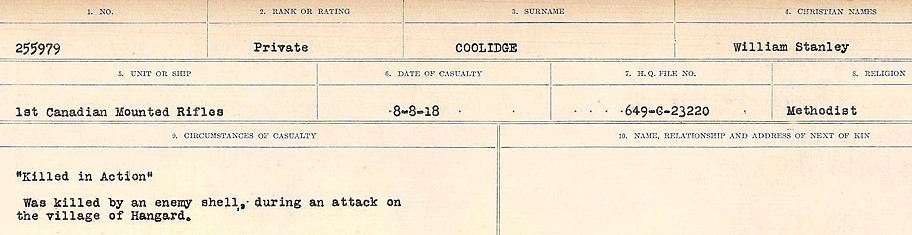 1. NO. 2. RANK OR RATING 3. SURNAME 4. CHRISTIAN NAMES
255979 Private COOLIDGE William Stanley
5. UNIT OR SHIP 6. DATE OF CASUALTY 7. H.Q. FILE NO. 8. RELIGION
1st Canadian Mounted Rifles 8-8-18 649-C-23220 Methodist
9. CIRCUMSTANCES OF CASUALTY 10. NAME, RELATIONSHIP AND ADDRESS OF NEXT OF KIN
"Killed in Action"
Was killed by an enemy shell, during an attack on
the village of Hangard.